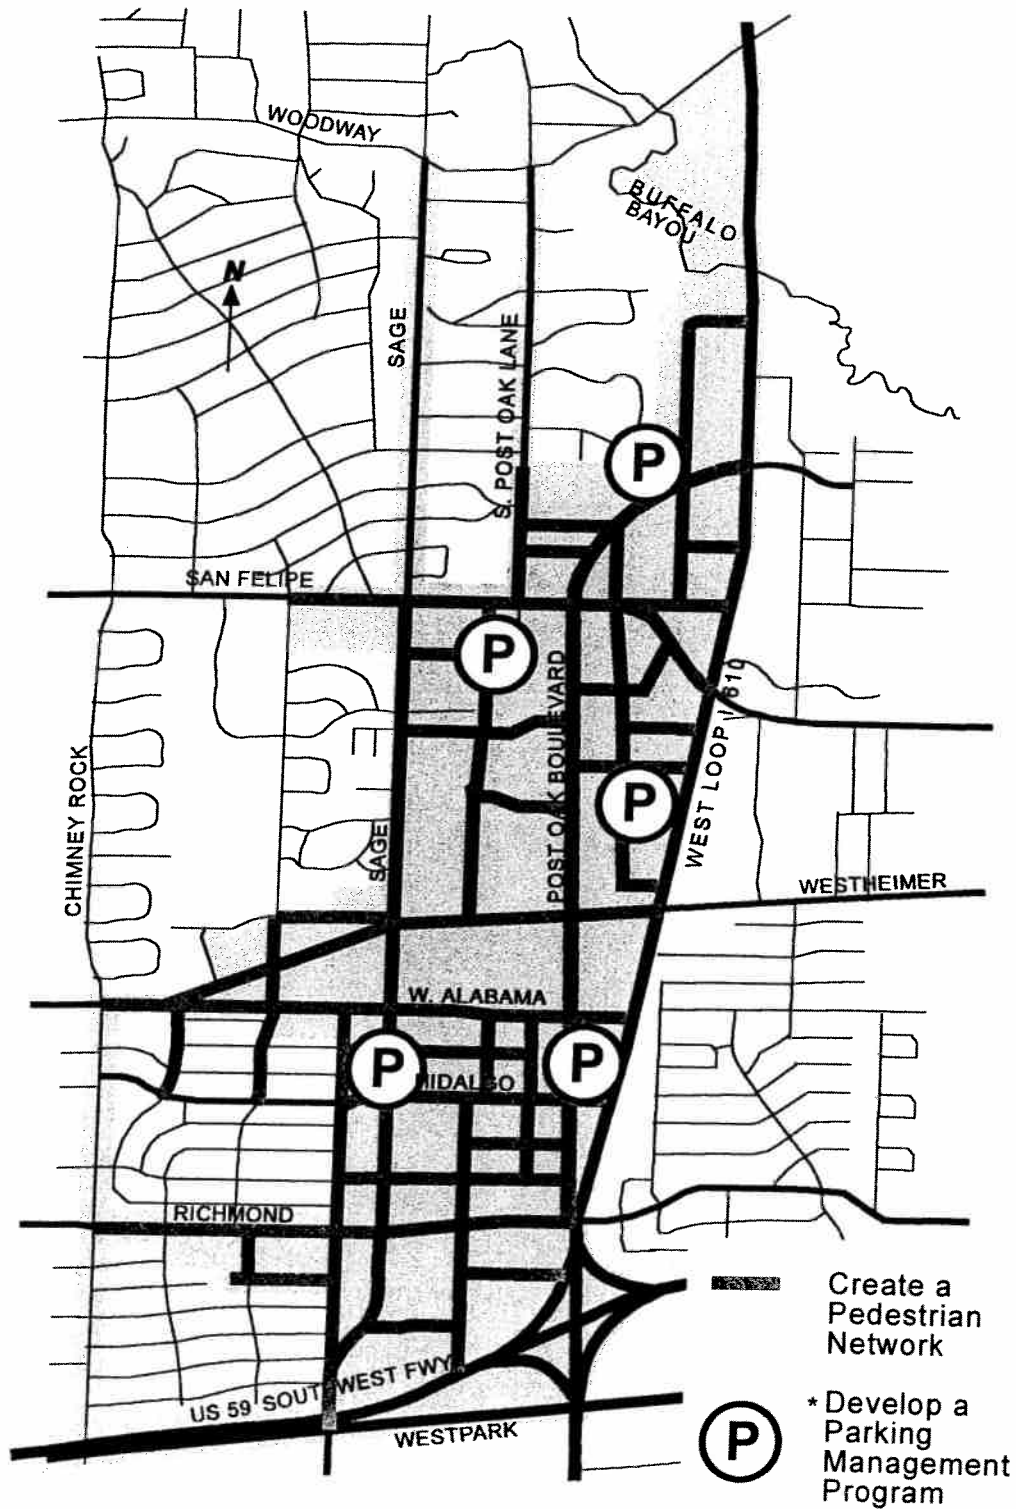 WOODWAY
BUFFALO
BAYOU
N
SAGE
S. POST OAK LANE
P
SAN FELIPE
P
POST OAK BOULEVARD
WEST LOOP / 610
CHIMNEY ROCK
P
SAGE
WESTHEIMER
W. ALABAMA
P
P
HIDALGO
RICHMOND
Create a
Pedestrian
Network
US 59 SOUTHWEST FWY
WESTPARK
P
* Develop a
Parking
Management
Program